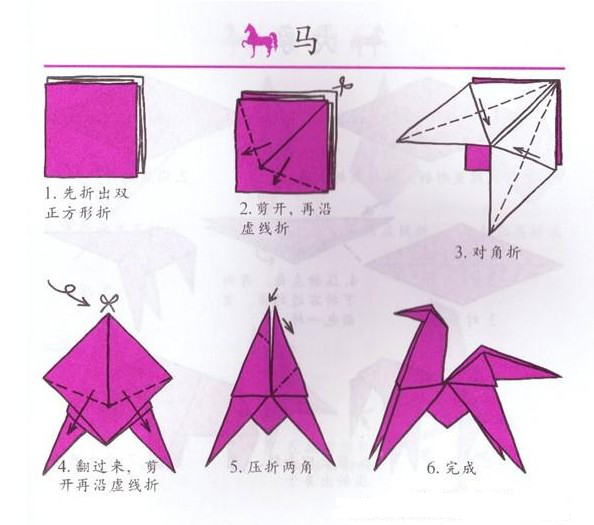 马
1.先折出双
正方形折
2.剪开，再沿
虚线折
3.对角折
4.翻过来，剪
开再沿虚线折
5.压折两角
6.完成